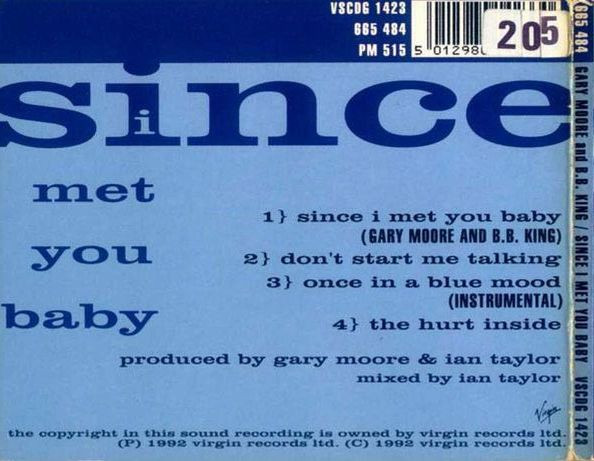 VSCDG 1423
665 484
PM 515
5 01298
205
since
i
met
you
baby
1} since i met you baby
(GARY MOORE AND B.B. KING)
2} don't start me talking
3} once in a blue mood
(INSTRUMENTAL)
4} the hurt inside
produced by gary moore & ian taylor
mixed by ian taylor
Virgin
the copyright in this sound recording is owned by virgin records ltd.
(P) 1992 virgin records ltd. (C) 1992 virgin records ltd.
665 484 GARY MOORE and B.B. KING / SINCE I MET YOU BABY VSCDG 1423